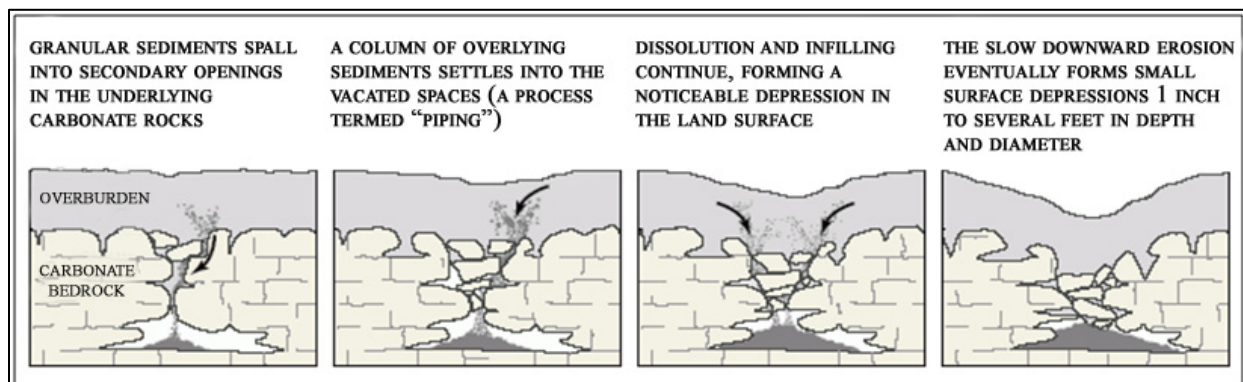 GRANULAR SEDIMENTS SPALL
INTO SECONDARY OPENINGS
IN THE UNDERLYING
CARBONATE ROCKS
A COLUMN OF OVERLYING
SEDIMENTS SETTLES INTO THE
VACATED SPACES (A PROCESS
TERMED “PIPING”)
DISSOLUTION AND INFILLING
CONTINUE, FORMING A
NOTICEABLE DEPRESSION IN
THE LAND SURFACE
THE SLOW DOWNWARD EROSION
EVENTUALLY FORMS SMALL
SURFACE DEPRESSIONS 1 INCH
TO SEVERAL FEET IN DEPTH
AND DIAMETER
OVERBURDEN
CARBONATE
BEDROCK